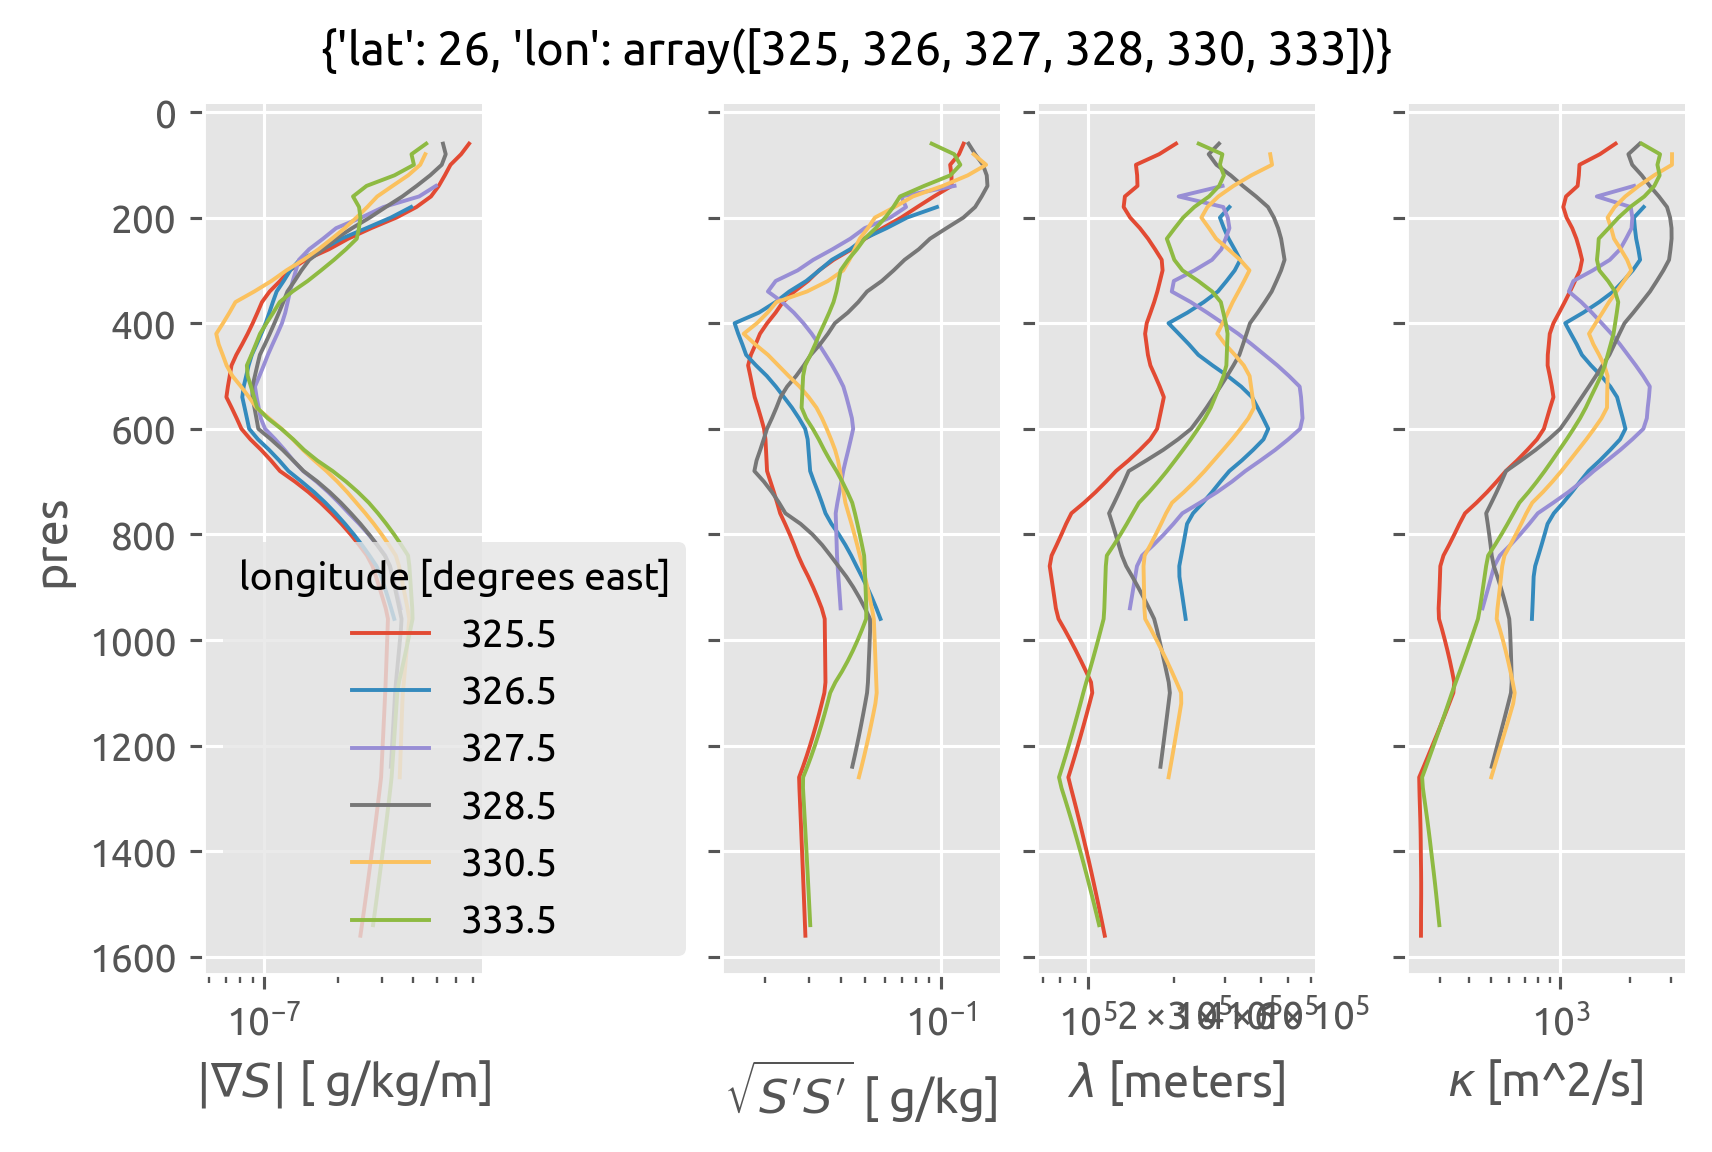 {'lat': 26, 'lon': array([325, 326, 327, 328, 330, 333])}
pres
0
200
400
600
800
1000
1200
1400
1600
longitude [degrees east]
325.5
326.5
327.5
328.5
330.5
333.5
10⁻⁷
|∇S| [ g/kg/m]
10⁻¹
√S′S′ [ g/kg]
10⁵
λ [meters]
10³
κ [m^2/s]